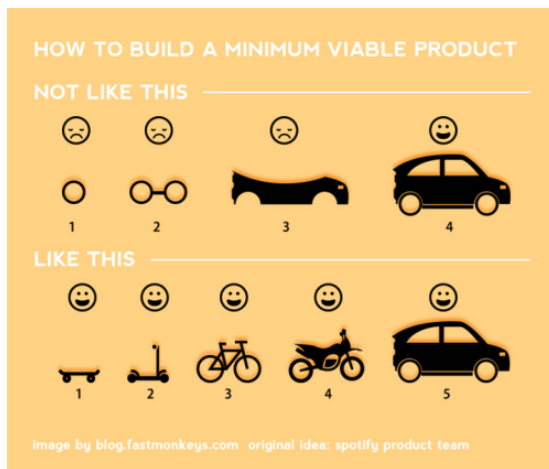 HOW TO BUILD A MINIMUM VIABLE PRODUCT
NOT LIKE THIS
1 2 3 4
LIKE THIS
1 2 3 4 5
image by blog.fastmonkeys.com original idea: spotify product team